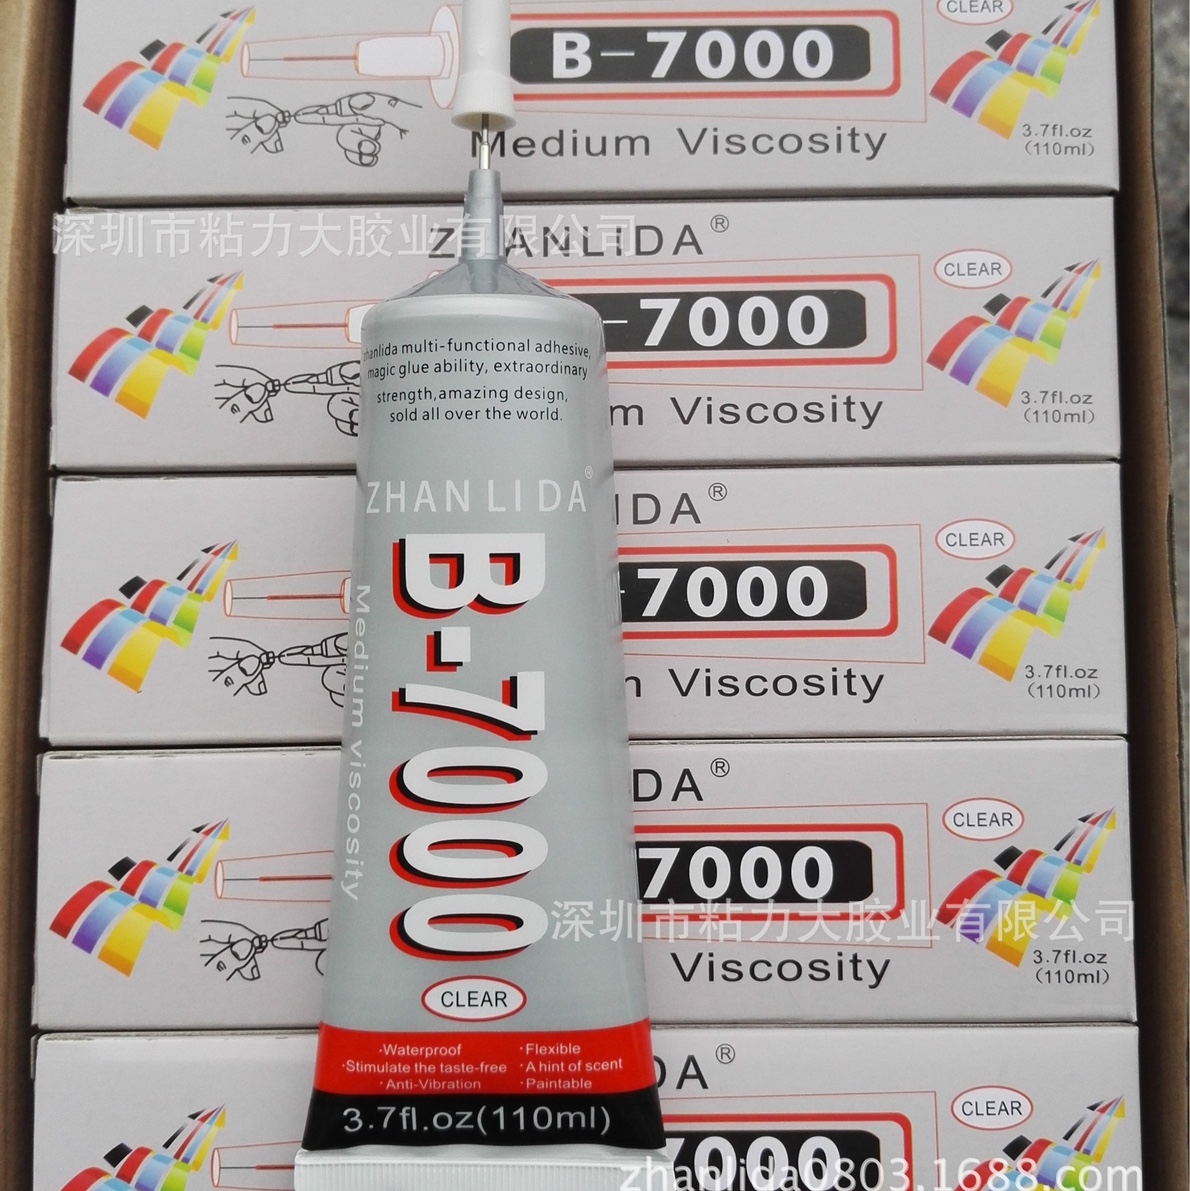 CLEAR
B-7000
Medium Viscosity
3.7fl.oz
(110ml)
深圳市粘力大胶业有限公司
ZHANLIDA®
CLEAR
-7000
m Viscosity
3.7fl.oz
(110ml)
zhanlida multi-functional adhesive,
magic glue ability, extraordinary
strength,amazing design,
sold all over the world.
ZHANLIDA®
B-7000
Medium viscosity
CLEAR
·Waterproof
·Stimulate the taste-free
·Anti-Vibration
·Flexible
·A hint of scent
·Paintable
3.7fl.oz(110ml)
LIDA®
CLEAR
-7000
Viscosity
3.7fl.oz
(110ml)
DA®
CLEAR
7000
深圳市粘力大胶业有限公司
Viscosity
3.7fl.oz
(110ml)
DA®
CLEAR
7000
zhanlida0803.1688.com